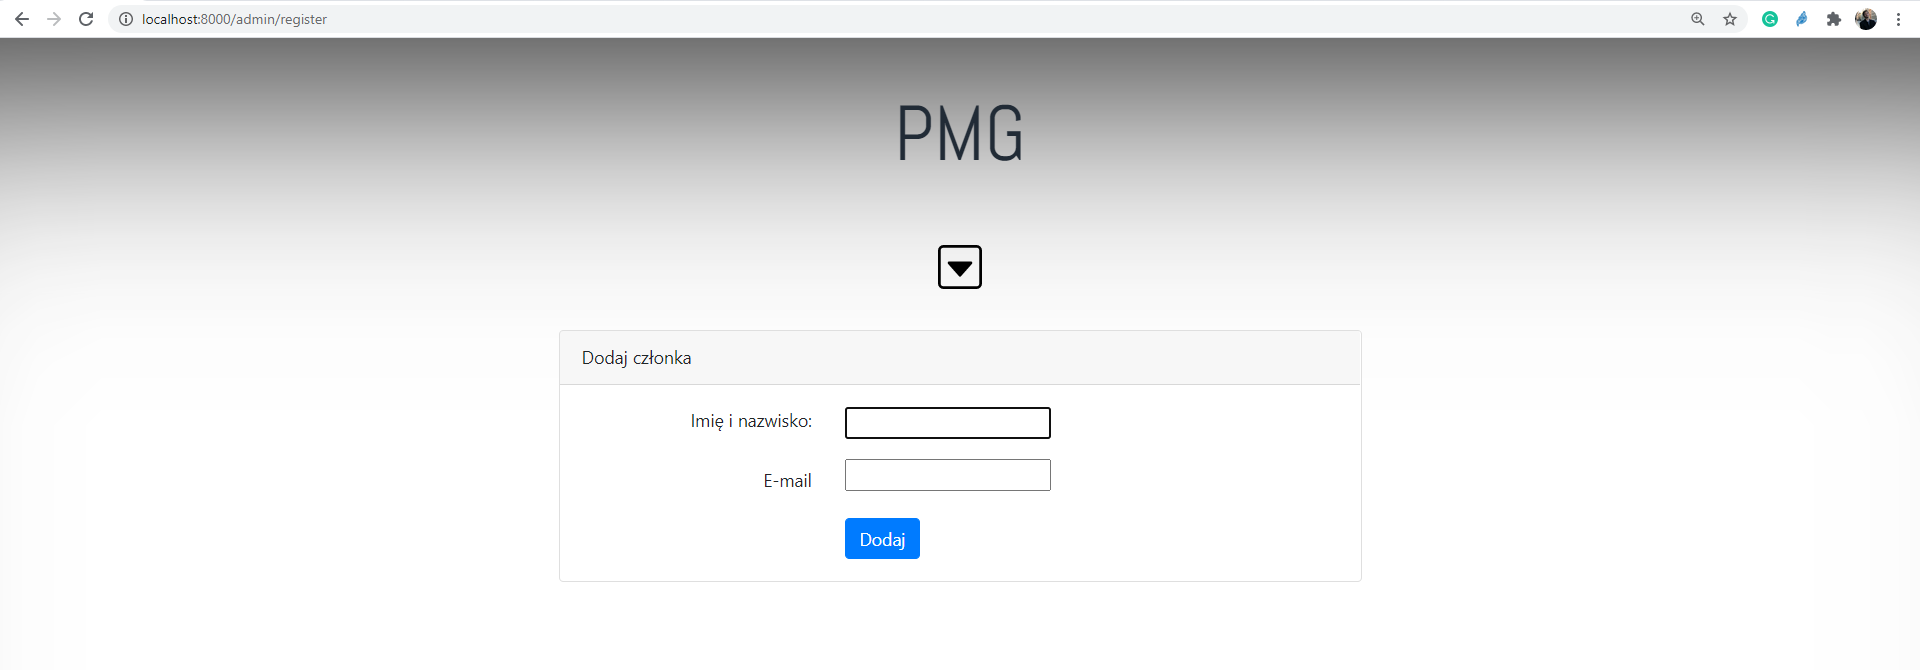 localhost:8000/admin/register
PMG
Dodaj członka
Imię i nazwisko:
E-mail
Dodaj